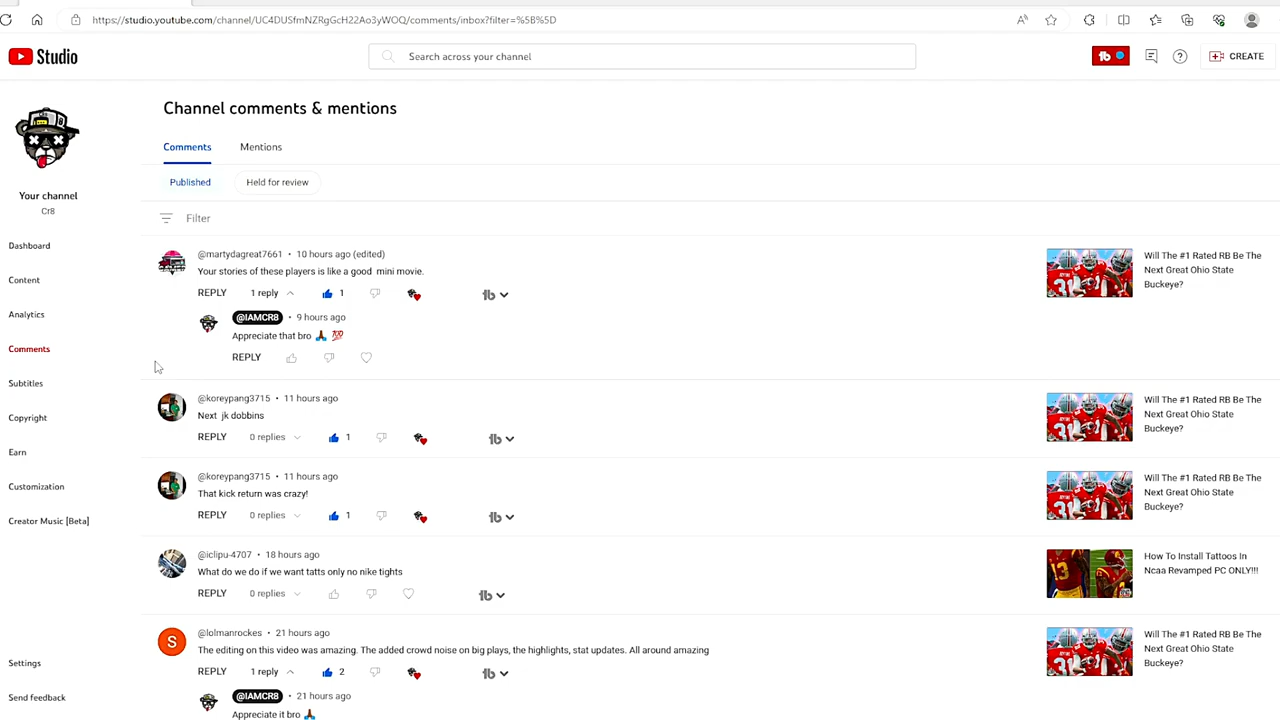 https://studio.youtube.com/channel/UC4DUSfmNZRgGcH22Ao3yWOQ/comments/inbox?filter=%5B%5D
Studio
Search across your channel
CREATE
Your channel
Cr8
Dashboard
Content
Analytics
Comments
Subtitles
Copyright
Earn
Customization
Creator Music [Beta]
Settings
Send feedback
Channel comments & mentions
Comments Mentions
Published Held for review
Filter
@martydagreat7661 • 10 hours ago (edited)
Your stories of these players is like a good mini movie.
REPLY 1 reply 1
@IAMCR8 • 9 hours ago
Appreciate that bro 🙏🏾 💯
REPLY
Will The #1 Rated RB Be The
Next Great Ohio State
Buckeye?
@koreypang3715 • 11 hours ago
Next jk dobbins
REPLY 0 replies 1
Will The #1 Rated RB Be The
Next Great Ohio State
Buckeye?
@koreypang3715 • 11 hours ago
That kick return was crazy!
REPLY 0 replies 1
Will The #1 Rated RB Be The
Next Great Ohio State
Buckeye?
@iclipu-4707 • 18 hours ago
What do we do if we want tatts only no nike tights
REPLY 0 replies
How To Install Tattoos In
Ncaa Revamped PC ONLY!!!
S
@lolmanrockes • 21 hours ago
The editing on this video was amazing. The added crowd noise on big plays, the highlights, stat updates. All around amazing
REPLY 1 reply 2
@IAMCR8 • 21 hours ago
Appreciate it bro 🙏🏾
Will The #1 Rated RB Be The
Next Great Ohio State
Buckeye?